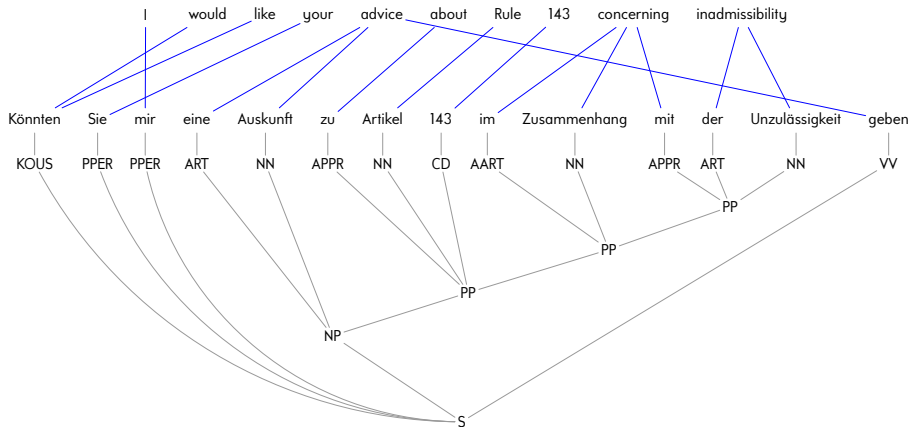 I would like your advice about Rule 143 concerning inadmissibility
Könnten Sie mir eine Auskunft zu Artikel 143 im Zusammenhang mit der Unzulässigkeit geben
KOUS PPER PPER ART NN APPR NN CD AART NN APPR ART NN VV
PP
PP
PP
NP
S